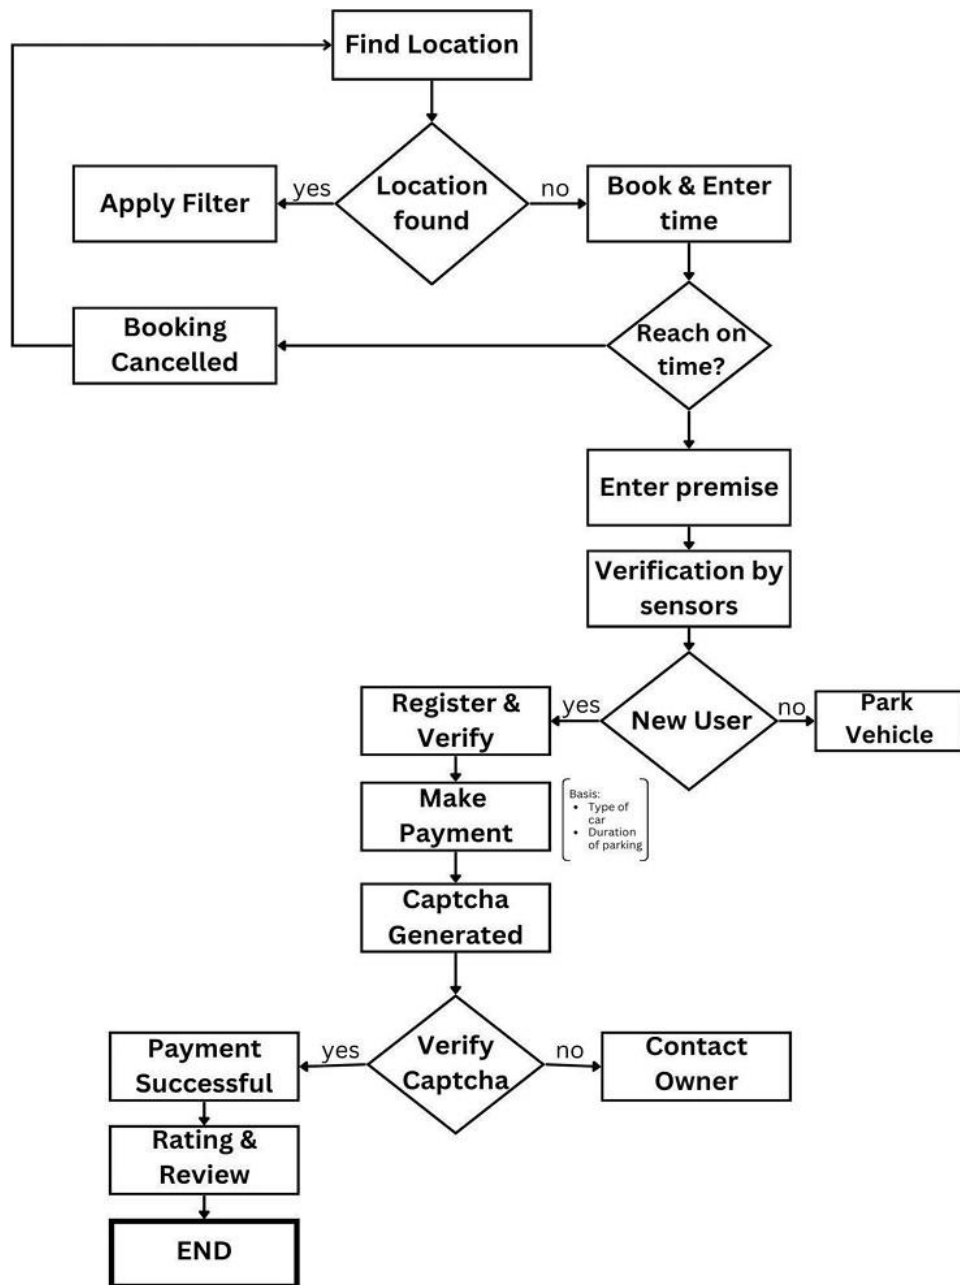 Find Location
Location
found
yes
no
Apply Filter
Book & Enter
time
Booking
Cancelled
Reach on
time?
Enter premise
Verification by
sensors
New User
yes
no
Register &
Verify
Park
Vehicle
Make
Payment
Basis:
• Type of
car
• Duration
of parking
Captcha
Generated
Verify
Captcha
yes
no
Payment
Successful
Contact
Owner
Rating &
Review
END